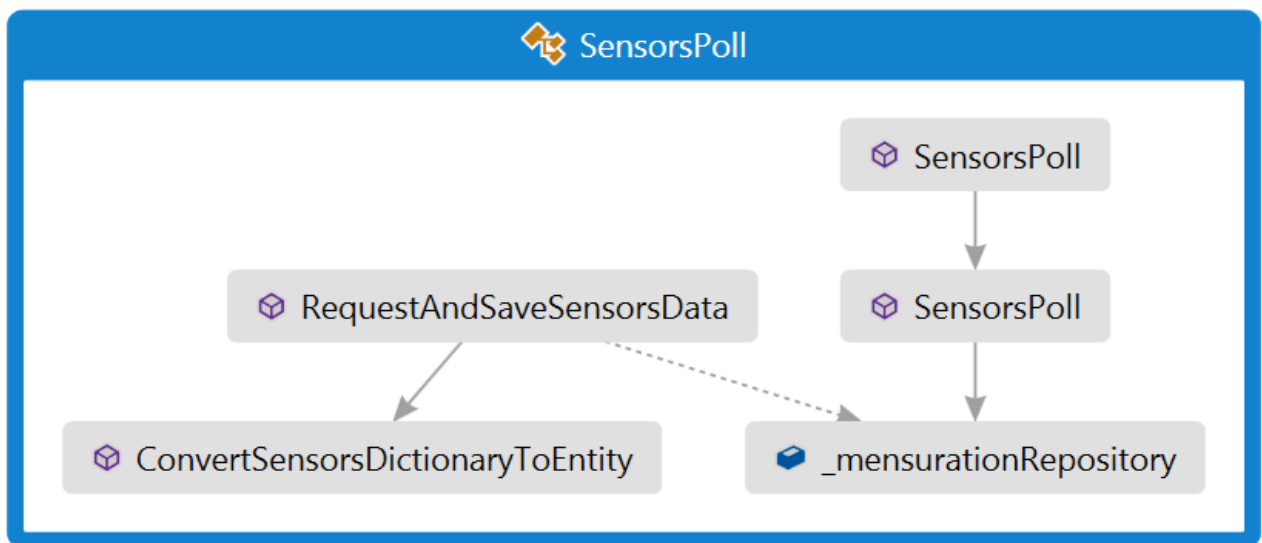 SensorsPoll
SensorsPoll
RequestAndSaveSensorsData
SensorsPoll
ConvertSensorsDictionaryToEntity
_mensurationRepository